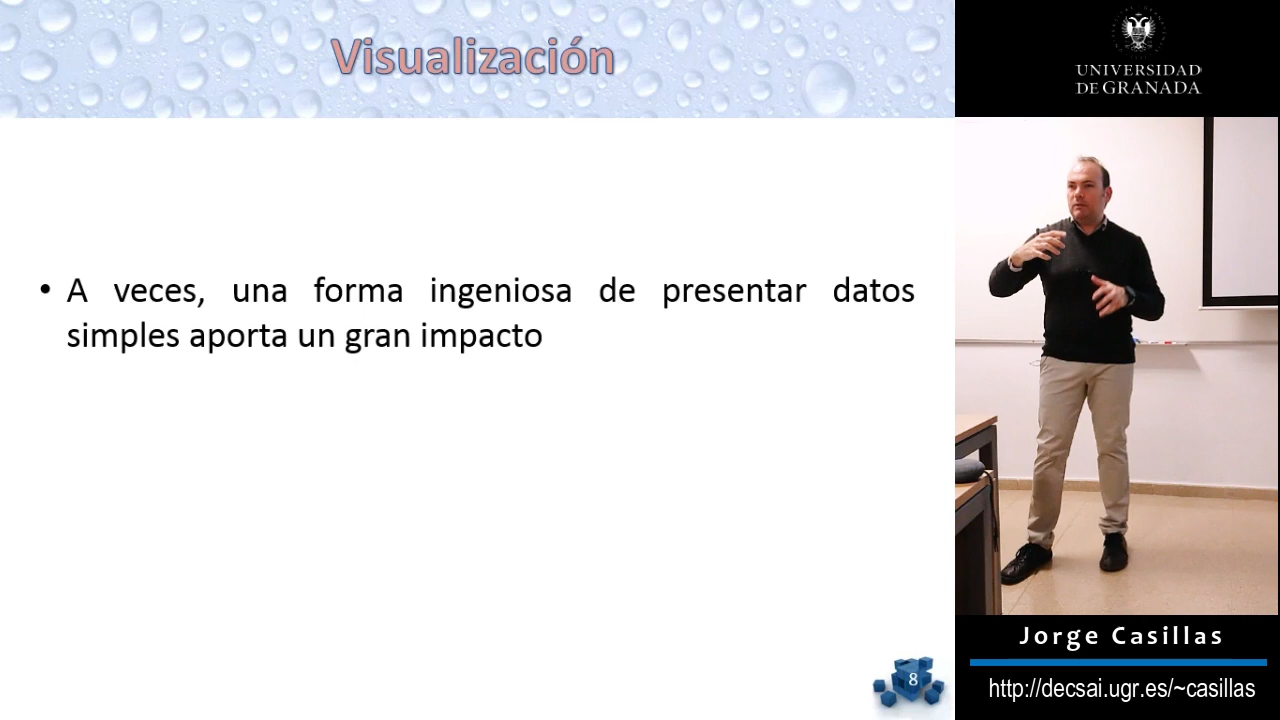 Visualización
• A veces, una forma ingeniosa de presentar datos
simples aporta un gran impacto
8
UNIVERSIDAD
DE GRANADA
Jorge Casillas
http://decsai.ugr.es/~casillas